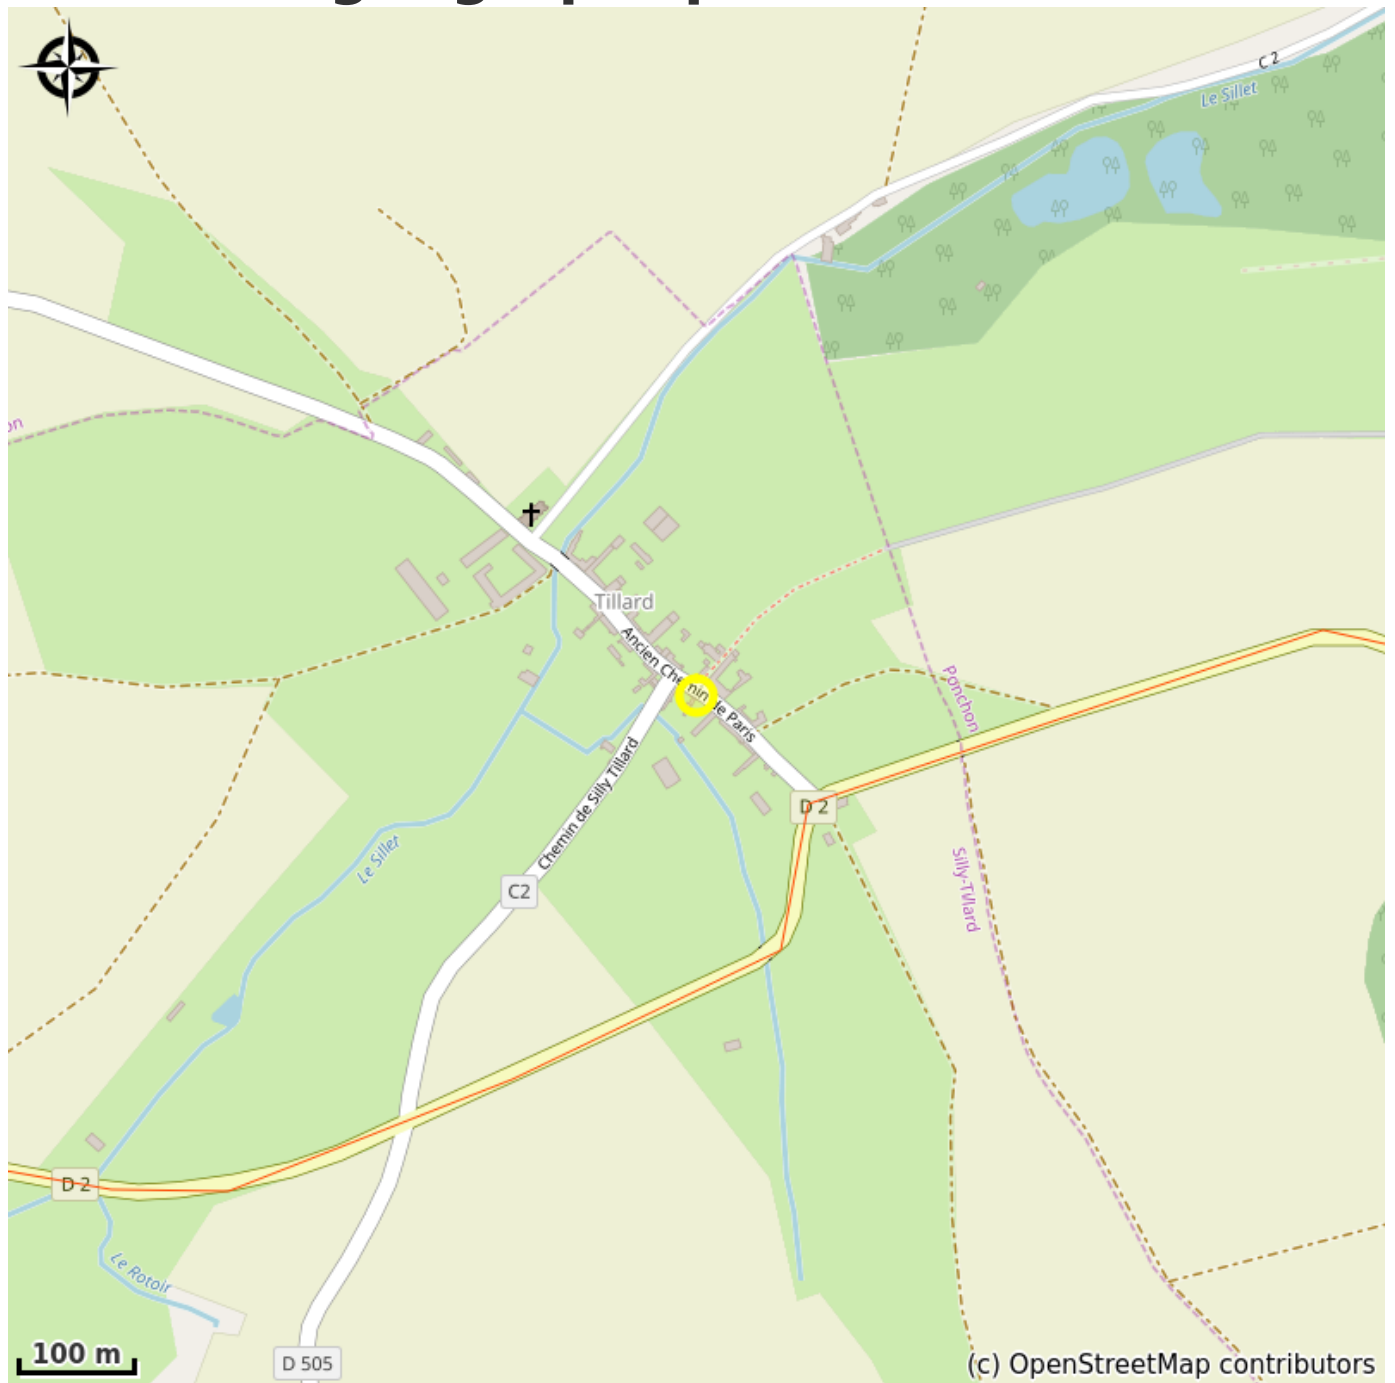 C 2
Le Sillet
on
Tillard
Ancien Chemin de Paris
Ponchon
Chemin de Silly Tillard
D 2
Le Sillet
Silly-Tillard
C2
D 2
Le Rotoir
100 m
D 505
(c) OpenStreetMap contributors